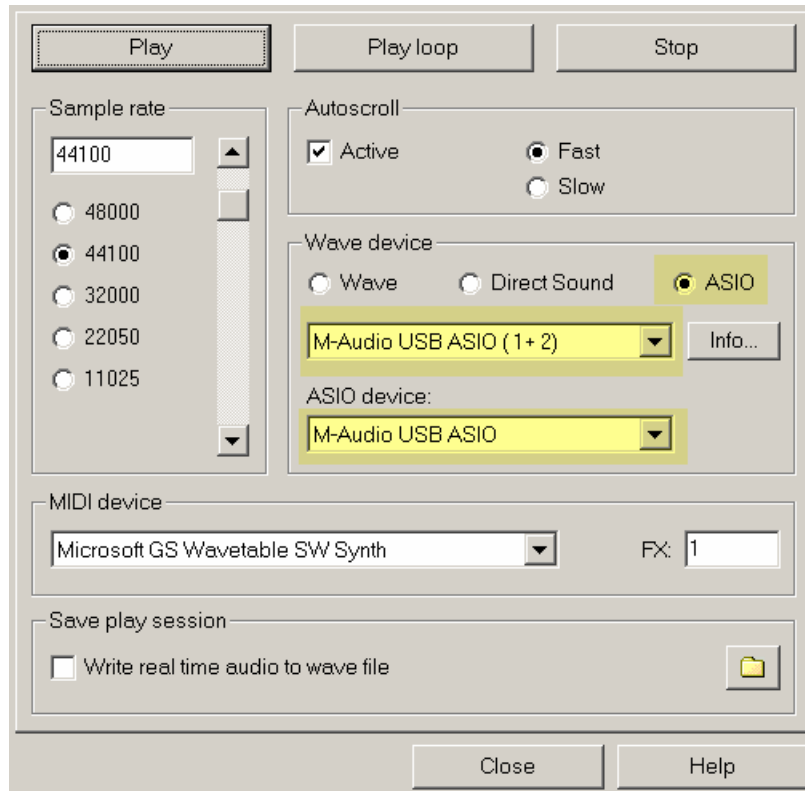 Play
Play loop
Stop
Sample rate
44100
48000
44100
32000
22050
11025
Autoscroll
Active
Fast
Slow
Wave device
Wave
Direct Sound
ASIO
M-Audio USB ASIO ( 1+ 2)
Info...
ASIO device:
M-Audio USB ASIO
MIDI device
Microsoft GS Wavetable SW Synth
FX: 1
Save play session
Write real time audio to wave file
Close
Help